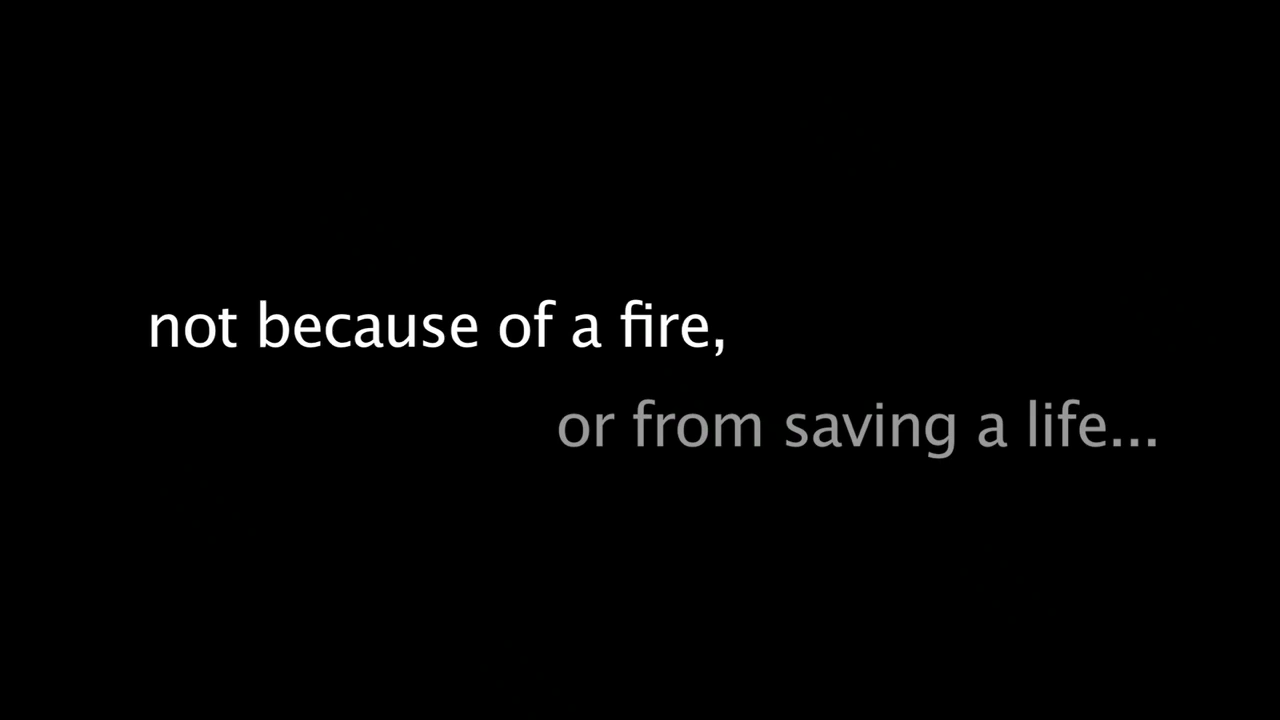 not because of a fire,
or from saving a life...